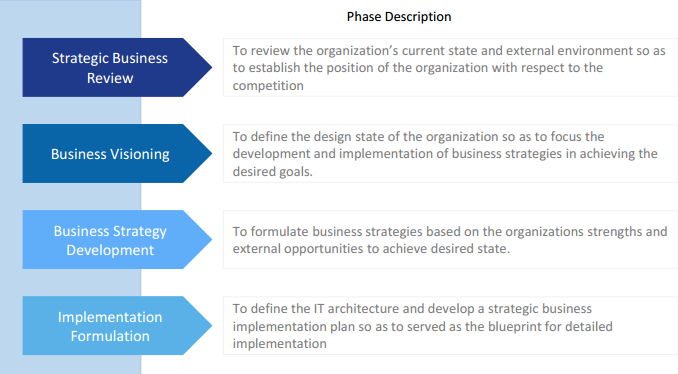 Phase Description
Strategic Business
Review
To review the organization's current state and external environment so as
to establish the position of the organization with respect to the
competition
Business Visioning
To define the design state of the organization so as to focus the
development and implementation of business strategies in achieving the
desired goals.
Business Strategy
Development
To formulate business strategies based on the organizations strengths and
external opportunities to achieve desired state.
Implementation
Formulation
To define the IT architecture and develop a strategic business
implementation plan so as to served as the blueprint for detailed
implementation